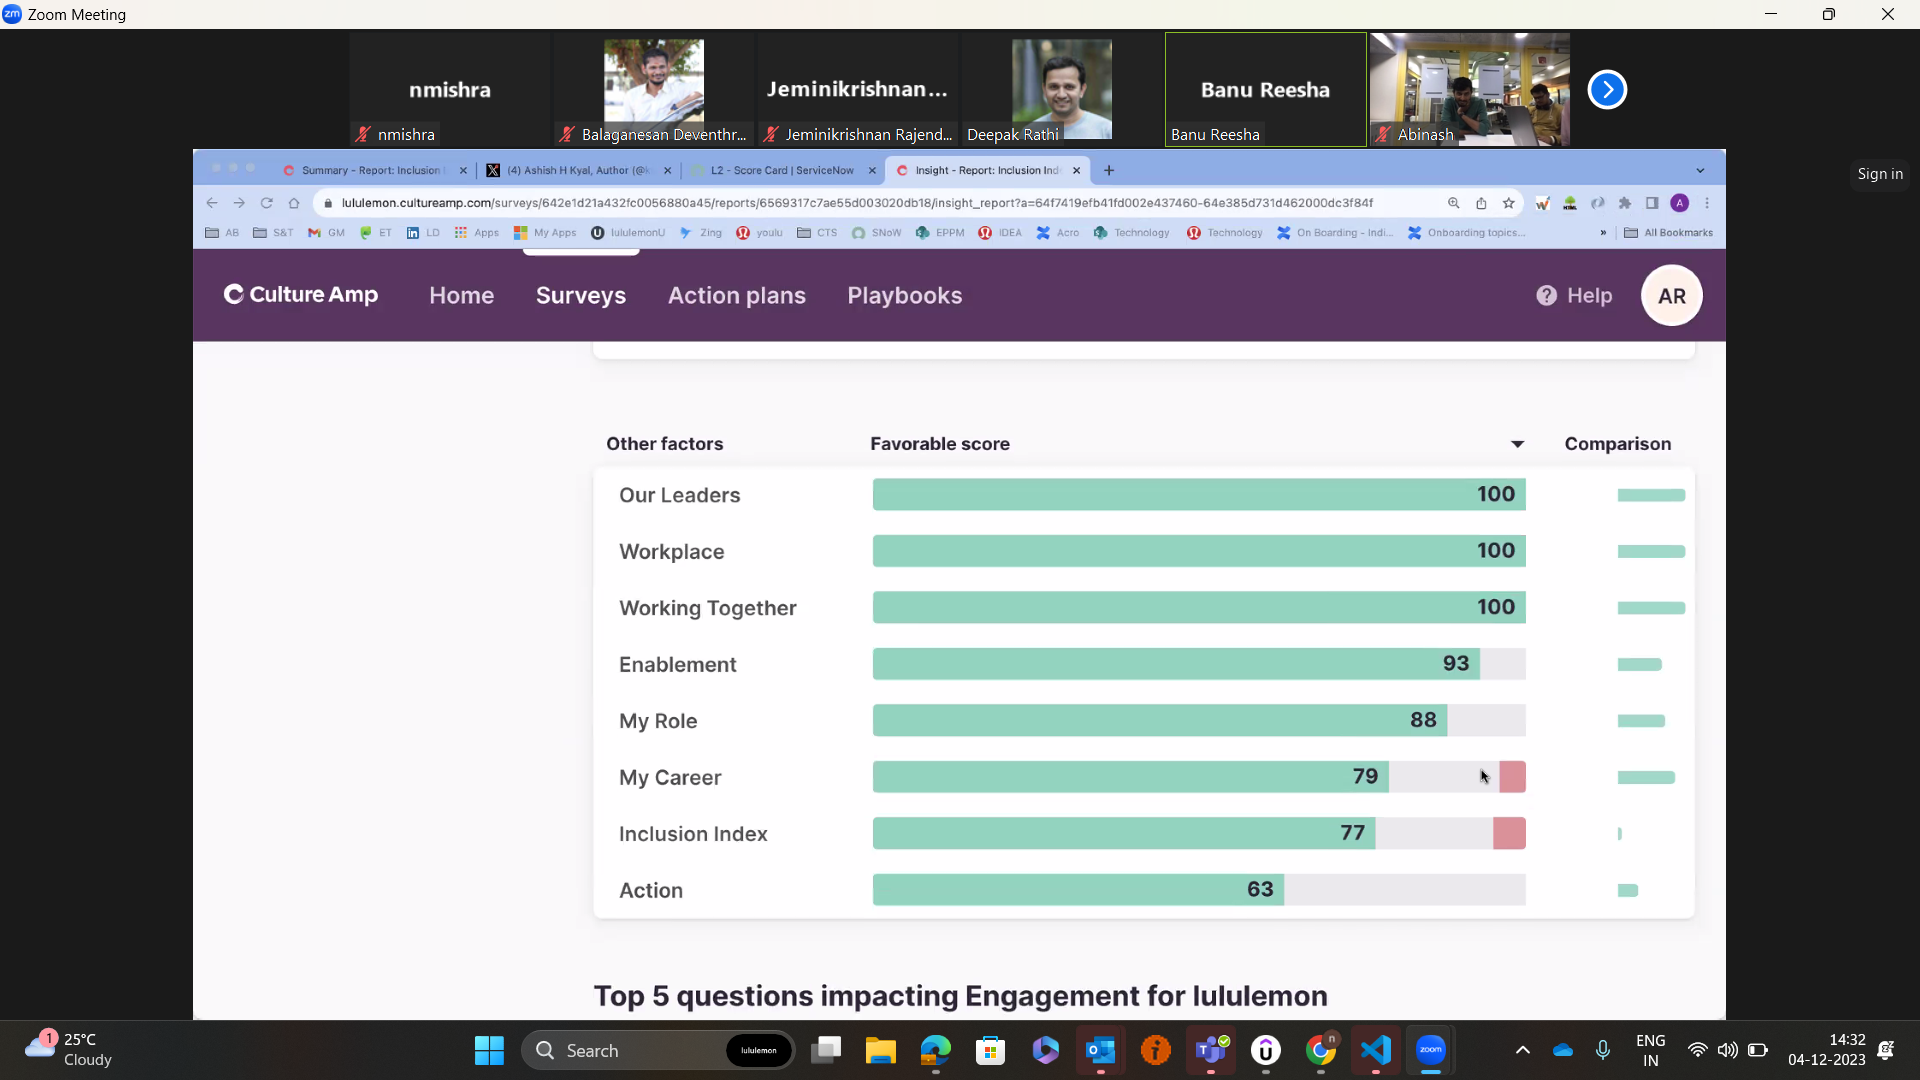 zm Zoom Meeting
nmishra
Jeminikrishnan...
Banu Reesha
nmishra
Balaganesan Deventhr...
Jeminikrishnan Rajend...
Deepak Rathi
Banu Reesha
Abinash
Sign in
Summary - Report: Inclusion
(4) Ashish H Kyal, Author (@k
L2 - Score Card | ServiceNow
Insight - Report: Inclusion Ind
lululemon.cultureamp.com/surveys/642e1d21a432fc0056880a45/reports/6569317c7ae55d003020db18/insight_report?a=64f7419efb41fd002e437460-64e385d731d462000dc3f84f
A
AB S&T GM ET LD Apps My Apps lululemonU Zing youlu CTS SNoW EPPM IDEA Acro Technology Technology On Boarding - Indi... Onboarding topics... » All Bookmarks
Culture Amp Home Surveys Action plans Playbooks Help AR
Other factors Favorable score Comparison
Our Leaders 100
Workplace 100
Working Together 100
Enablement 93
My Role 88
My Career 79
Inclusion Index 77
Action 63
Top 5 questions impacting Engagement for lululemon
1 25°C
Cloudy
Search lululemon
n
zoom
ENG
IN
14:32
04-12-2023